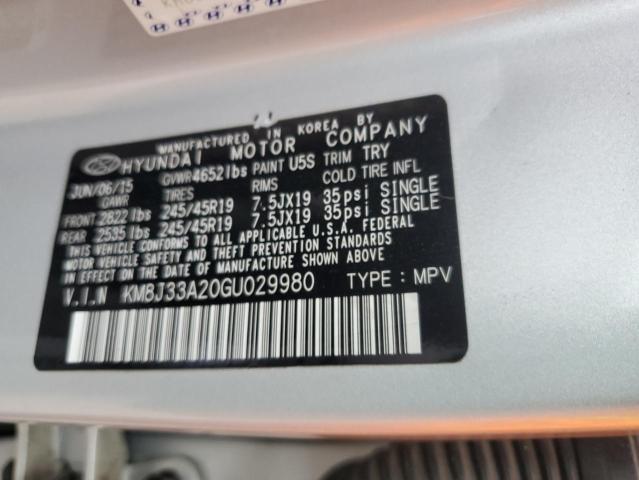 MANUFACTURED IN KOREA BY
HYUNDAI MOTOR COMPANY
JUN/06/15 GVWR 4652 lbs PAINT U5S TRIM TRY
GAWR TIRES RIMS COLD TIRE INFL
FRONT 2822 lbs 245/45R19 7.5JX19 35psi SINGLE
REAR 2535 lbs 245/45R19 7.5JX19 35psi SINGLE
THIS VEHICLE CONFORMS TO ALL APPLICABLE U.S.A. FEDERAL
MOTOR VEHICLE SAFETY AND THEFT PREVENTION STANDARDS
IN EFFECT ON THE DATE OF MANUFACTURE SHOWN ABOVE
V.I.N KM8J33A20GU029980 TYPE : MPV